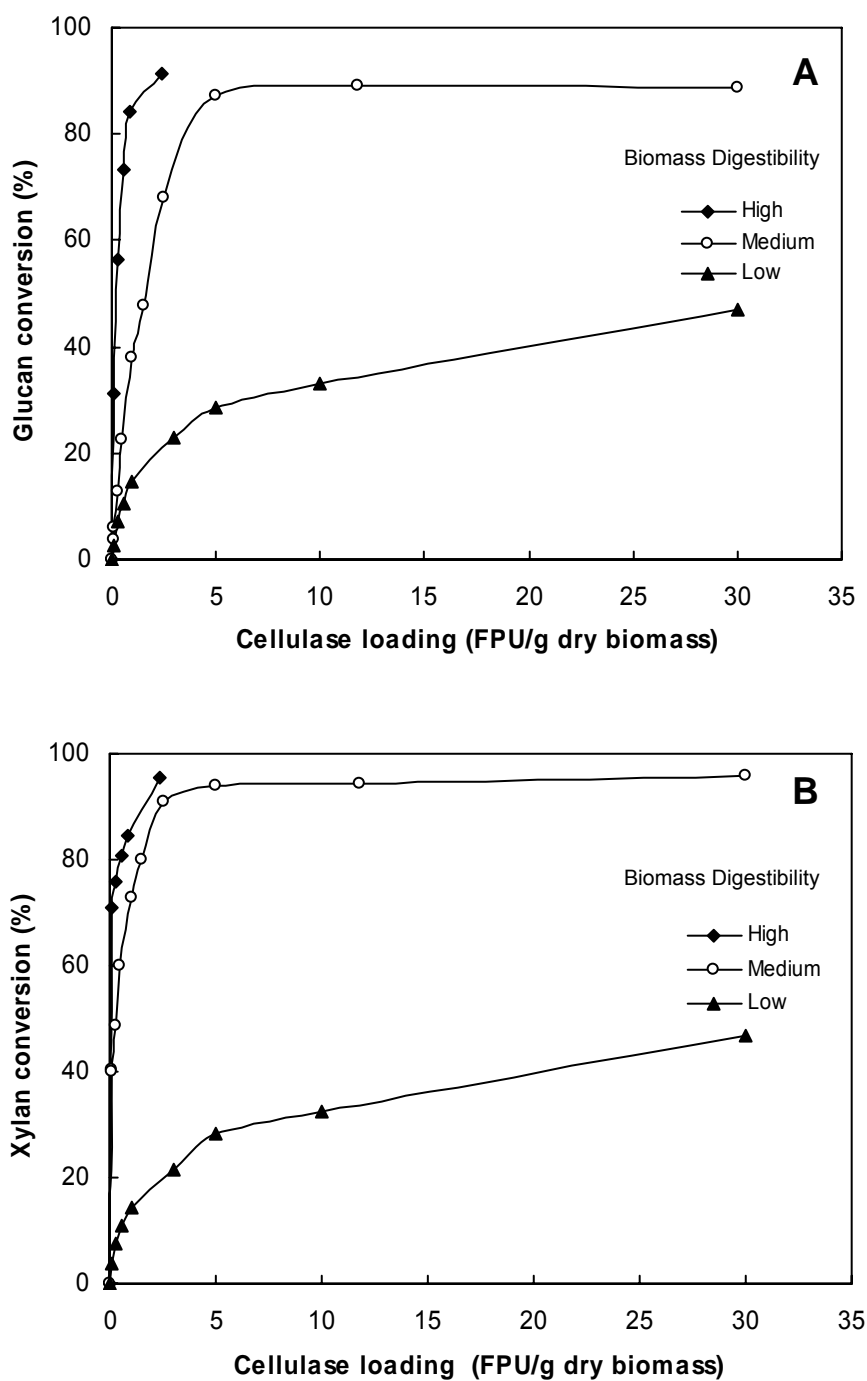 100
A
80
Biomass Digestibility
High
60
Medium
Low
40
20
0
0 5 10 15 20 25 30 35
Glucan conversion (%)
Cellulase loading (FPU/g dry biomass)
100
B
80
Biomass Digestibility
High
60
Medium
Low
40
20
0
0 5 10 15 20 25 30 35
Xylan conversion (%)
Cellulase loading (FPU/g dry biomass)